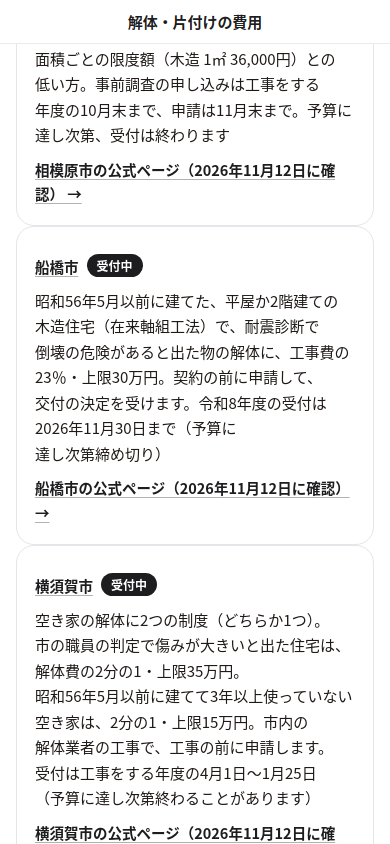 解体・片付けの費用
面積ごとの限度額（木造 1㎡ 36,000円）との
低い方。事前調査の申し込みは工事をする
年度の10月末まで、申請は11月末まで。予算に
達し次第、受付は終わります
相模原市の公式ページ（2026年11月12日に確
認） →
船橋市 受付中
昭和56年5月以前に建てた、平屋か2階建ての
木造住宅（在来軸組工法）で、耐震診断で
倒壊の危険があると出た物の解体に、工事費の
23%・上限30万円。契約の前に申請して、
交付の決定を受けます。令和8年度の受付は
2026年11月30日まで（予算に
達し次第締め切り）
船橋市の公式ページ（2026年11月12日に確認）
→
横須賀市 受付中
空き家の解体に2つの制度（どちらか1つ）。
市の職員の判定で傷みが大きいと出た住宅は、
解体費の2分の1・上限35万円。
昭和56年5月以前に建てて3年以上使っていない
空き家は、2分の1・上限15万円。市内の
解体業者の工事で、工事の前に申請します。
受付は工事をする年度の4月1日〜1月25日
（予算に達し次第終わることがあります）
横須賀市の公式ページ（2026年11月12日に確